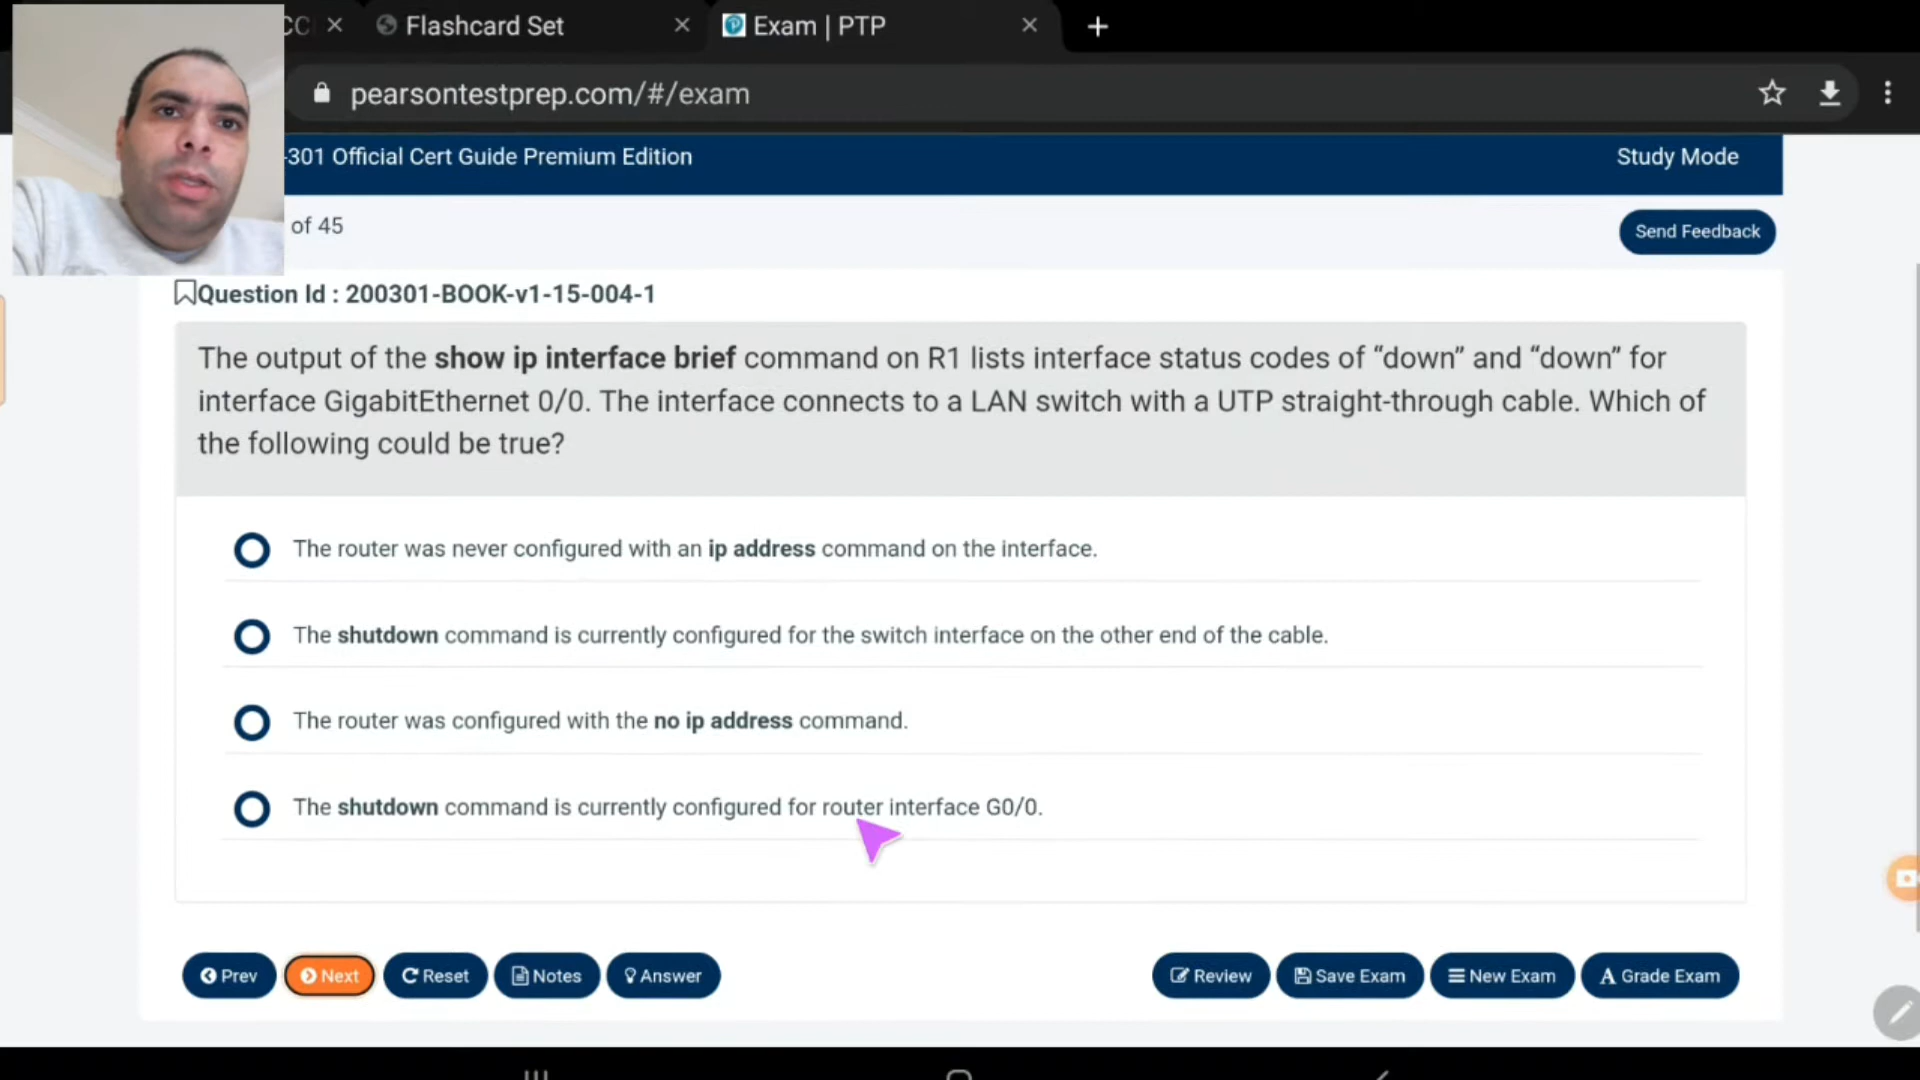 CC
Flashcard Set
Exam | PTP
pearsontestprep.com/#/exam
-301 Official Cert Guide Premium Edition
Study Mode
of 45
Send Feedback
Question Id : 200301-BOOK-v1-15-004-1
The output of the show ip interface brief command on R1 lists interface status codes of “down” and “down” for
interface GigabitEthernet 0/0. The interface connects to a LAN switch with a UTP straight-through cable. Which of
the following could be true?
The router was never configured with an ip address command on the interface.
The shutdown command is currently configured for the switch interface on the other end of the cable.
The router was configured with the no ip address command.
The shutdown command is currently configured for router interface G0/0.
Prev
Next
Reset
Notes
Answer
Review
Save Exam
New Exam
Grade Exam